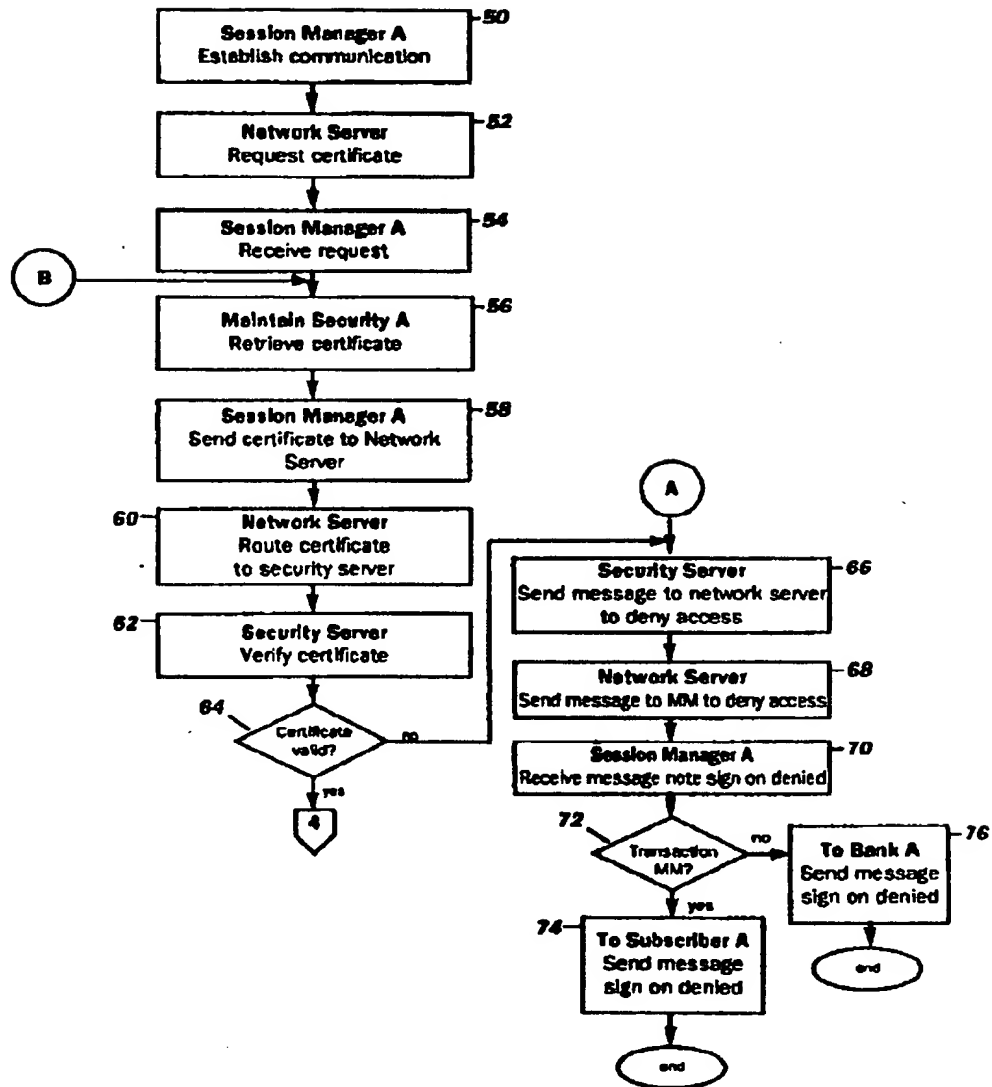 50
Session Manager A
Establish communication
52
Network Server
Request certificate
54
Session Manager A
Receive request
B
56
Maintain Security A
Retrieve certificate
58
Session Manager A
Send certificate to Network
Server
60
Network Server
Route certificate
to security server
62
Security Server
Verify certificate
64
Certificate
valid?
no
yes
4
A
66
Security Server
Send message to network server
to deny access
68
Network Server
Send message to MM to deny access
70
Session Manager A
Receive message note sign on denied
72
Transaction
MM?
no
yes
76
To Bank A
Send message
sign on denied
end
74
To Subscriber A
Send message
sign on denied
end